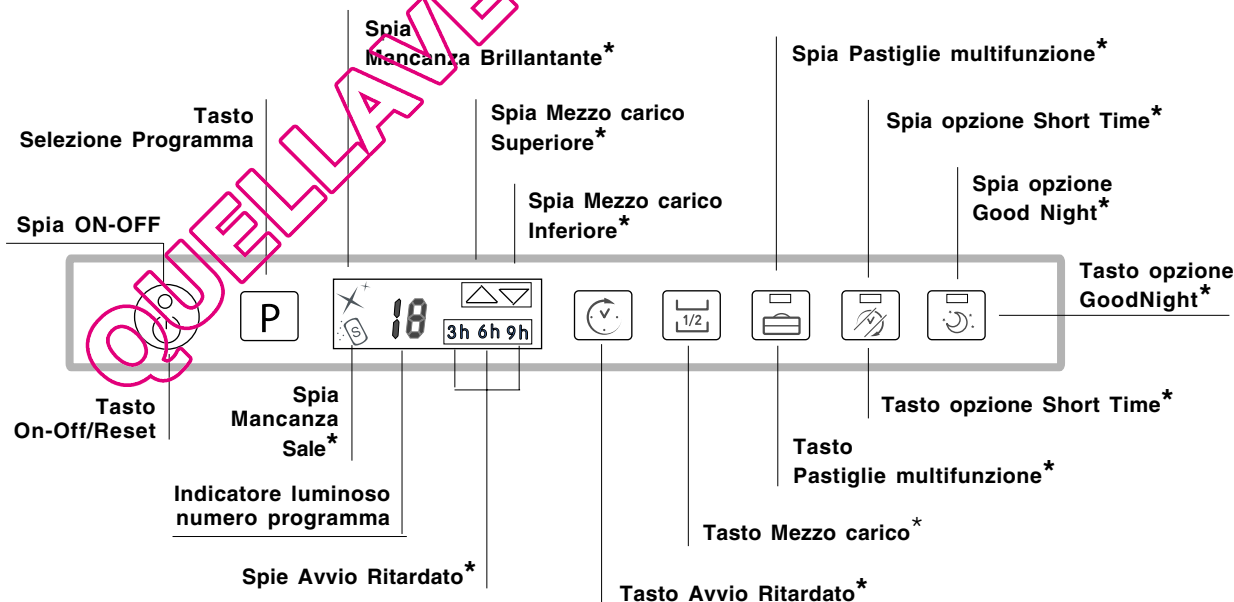 Spia
Mancanza Brillantante*
Spia Pastiglie multifunzione*
Tasto
Selezione Programma
Spia Mezzo carico
Superiore*
Spia opzione Short Time*
Spia opzione
Good Night*
Spia Mezzo carico
Inferiore*
Spia ON-OFF
Tasto opzione
GoodNight*
P
S
18
3h 6h 9h
1/2
QUELLAVE
Tasto
On-Off/Reset
Spia
Mancanza
Sale*
Tasto opzione Short Time*
Tasto
Pastiglie multifunzione*
Indicatore luminoso
numero programma
Tasto Mezzo carico*
Spie Avvio Ritardato*
Tasto Avvio Ritardato*